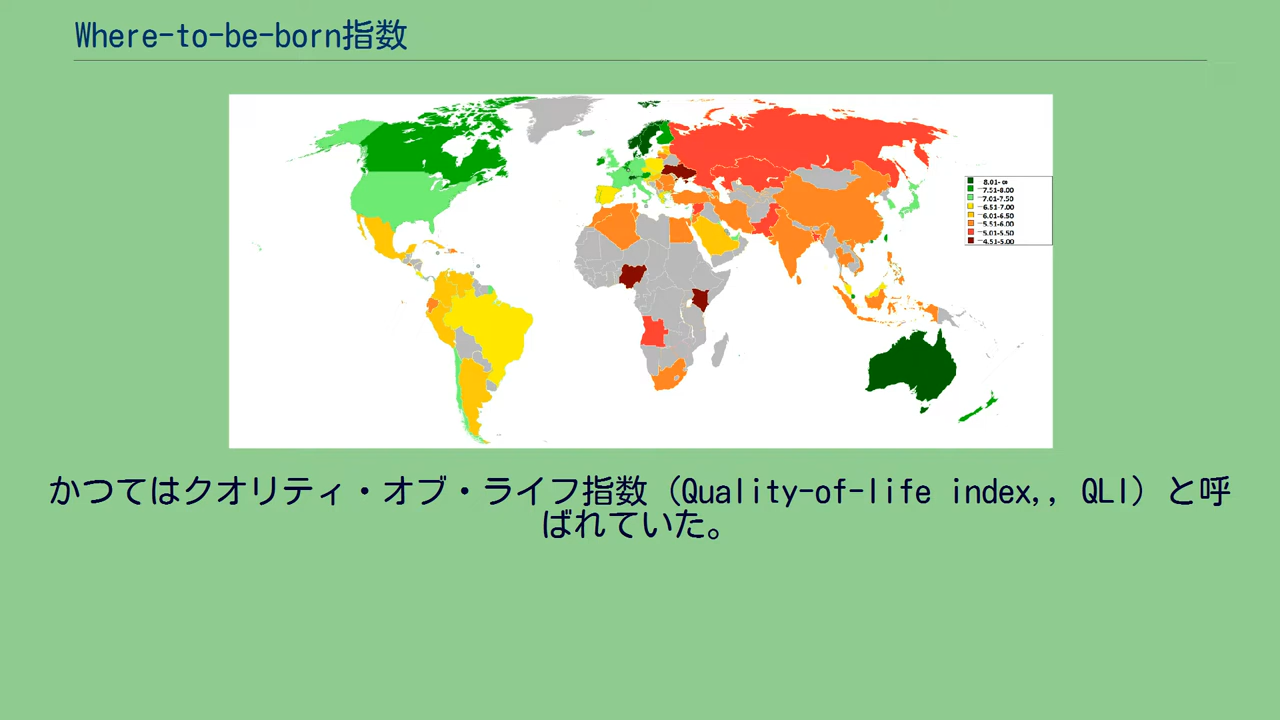 Where-to-be-born指数
8.01-∞
7.51-8.00
7.01-7.50
6.51-7.00
6.01-6.50
5.51-6.00
5.01-5.50
4.51-5.00
かつてはクオリティ・オブ・ライフ指数（Quality-of-life index,, QLI）と呼
ばれていた。